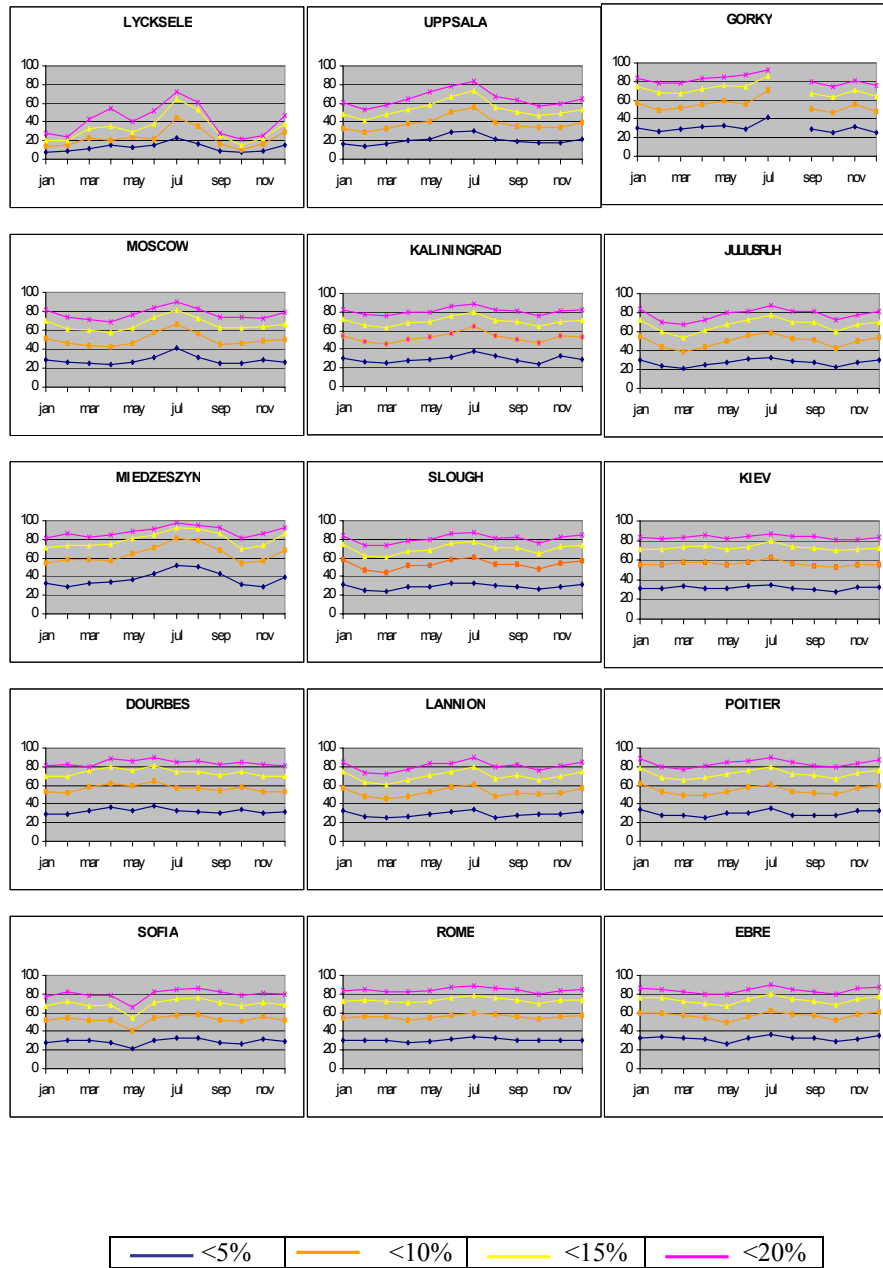 LYCKSELE
100
80
60
40
20
0
jan mar may jul sep nov
UPPSALA
100
80
60
40
20
0
jan mar may jul sep nov
GORKY
100
80
60
40
20
0
jan mar may jul sep nov
MOSCOW
100
80
60
40
20
0
jan mar may jul sep nov
KALININGRAD
100
80
60
40
20
0
jan mar may jul sep nov
JULIUSRUH
100
80
60
40
20
0
jan mar may jul sep nov
MIEDZESZYN
100
80
60
40
20
0
jan mar may jul sep nov
SLOUGH
100
80
60
40
20
0
jan mar may jul sep nov
KIEV
100
80
60
40
20
0
jan mar may jul sep nov
DOURBES
100
80
60
40
20
0
jan mar may jul sep nov
LANNION
100
80
60
40
20
0
jan mar may jul sep nov
POITIER
100
80
60
40
20
0
jan mar may jul sep nov
SOFIA
100
80
60
40
20
0
jan mar may jul sep nov
ROME
100
80
60
40
20
0
jan mar may jul sep nov
EBRE
100
80
60
40
20
0
jan mar may jul sep nov
<5% <10% <15% <20%